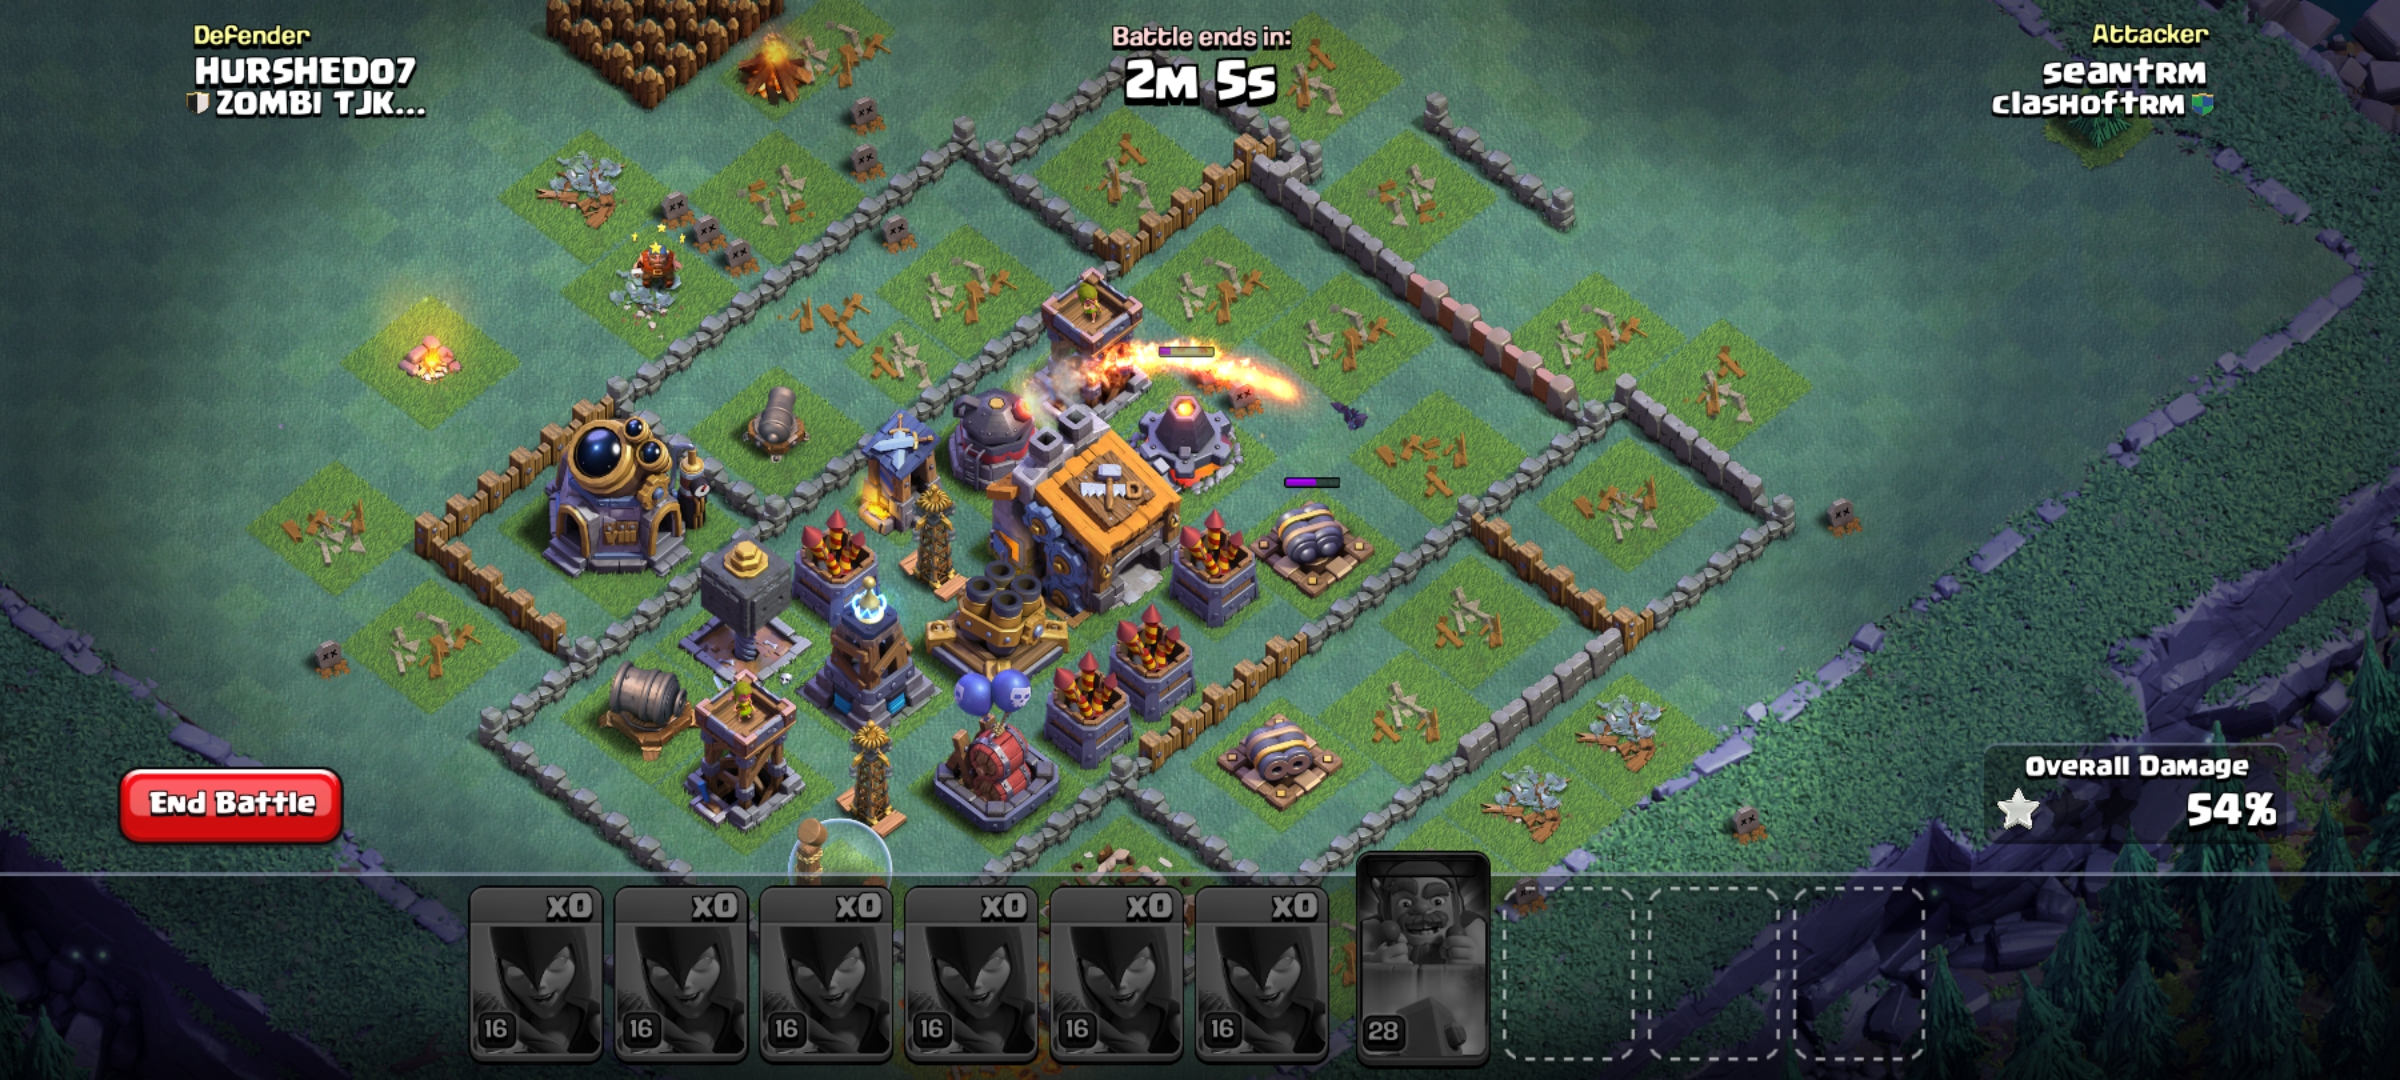 Defender
HURSHED07
ZOMBI TJK...
Battle ends in:
2M 5s
Attacker
seantRM
clashoftRM
VIII
End Battle
Overall Damage
54%
x0
x0
x0
x0
x0
x0
16
16
16
16
16
16
28